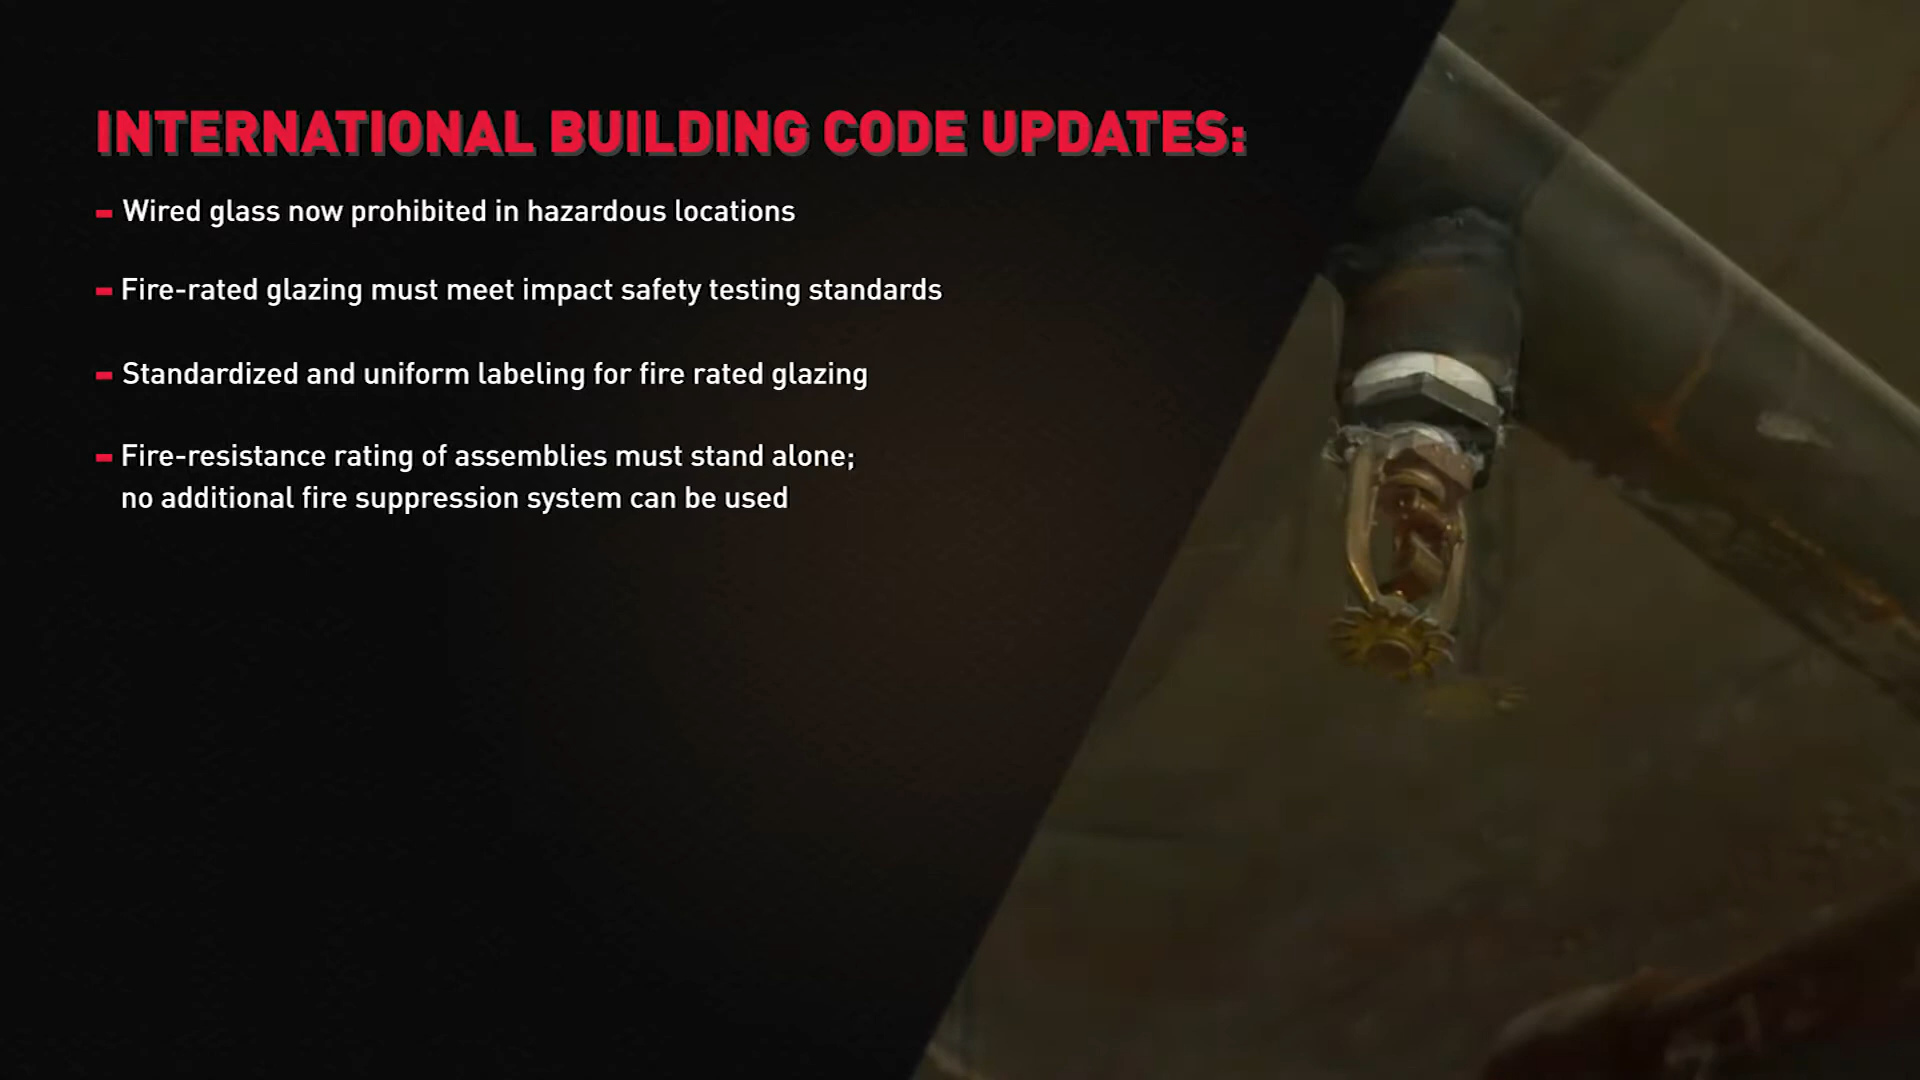 INTERNATIONAL BUILDING CODE UPDATES:
- Wired glass now prohibited in hazardous locations
- Fire-rated glazing must meet impact safety testing standards
- Standardized and uniform labeling for fire rated glazing
- Fire-resistance rating of assemblies must stand alone;
no additional fire suppression system can be used